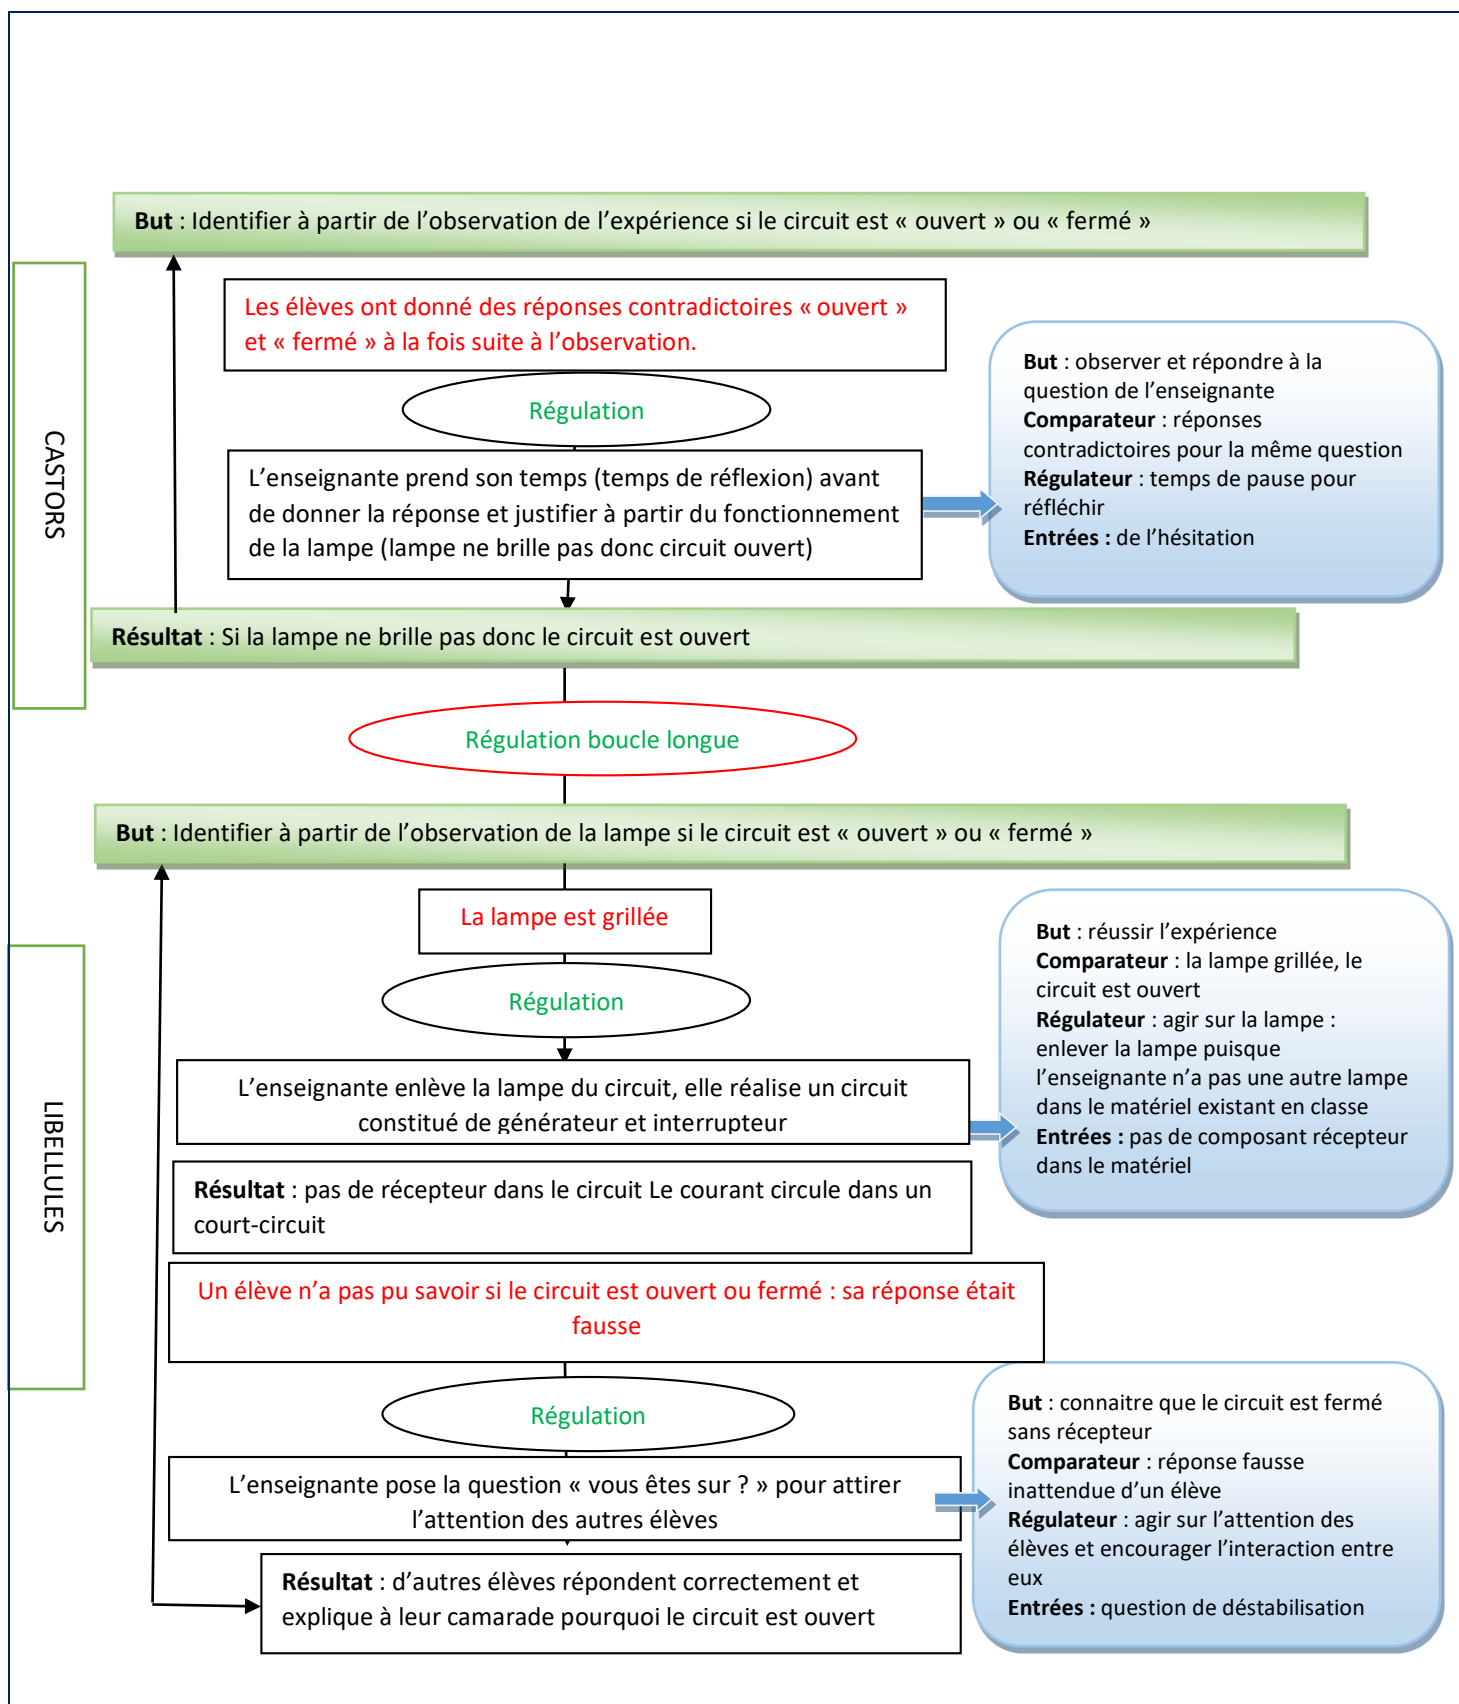 But : Identifier à partir de l’observation de l’expérience si le circuit est « ouvert » ou « fermé »
CASTORS
Les élèves ont donné des réponses contradictoires « ouvert »
et « fermé » à la fois suite à l’observation.
Régulation
L’enseignante prend son temps (temps de réflexion) avant
de donner la réponse et justifier à partir du fonctionnement
de la lampe (lampe ne brille pas donc circuit ouvert)
But : observer et répondre à la
question de l’enseignante
Comparateur : réponses
contradictoires pour la même question
Régulateur : temps de pause pour
réfléchir
Entrées : de l’hésitation
Résultat : Si la lampe ne brille pas donc le circuit est ouvert
Régulation boucle longue
But : Identifier à partir de l’observation de la lampe si le circuit est « ouvert » ou « fermé »
LIBELLULES
La lampe est grillée
Régulation
L’enseignante enlève la lampe du circuit, elle réalise un circuit
constitué de générateur et interrupteur
But : réussir l’expérience
Comparateur : la lampe grillée, le
circuit est ouvert
Régulateur : agir sur la lampe :
enlever la lampe puisque
l’enseignante n’a pas une autre lampe
dans le matériel existant en classe
Entrées : pas de composant récepteur
dans le matériel
Résultat : pas de récepteur dans le circuit Le courant circule dans un
court-circuit
Un élève n’a pas pu savoir si le circuit est ouvert ou fermé : sa réponse était
fausse
Régulation
L’enseignante pose la question « vous êtes sur ? » pour attirer
l’attention des autres élèves
But : connaitre que le circuit est fermé
sans récepteur
Comparateur : réponse fausse
inattendue d’un élève
Régulateur : agir sur l’attention des
élèves et encourager l’interaction entre
eux
Entrées : question de déstabilisation
Résultat : d’autres élèves répondent correctement et
explique à leur camarade pourquoi le circuit est ouvert